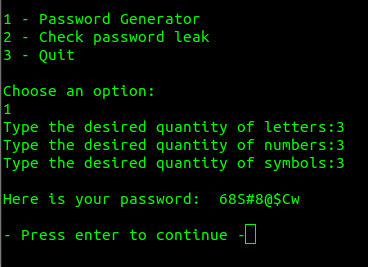 1 - Password Generator
2 - Check password leak
3 - Quit
Choose an option:
1
Type the desired quantity of letters:3
Type the desired quantity of numbers:3
Type the desired quantity of symbols:3
Here is your password:  68S#8@$Cw
- Press enter to continue -